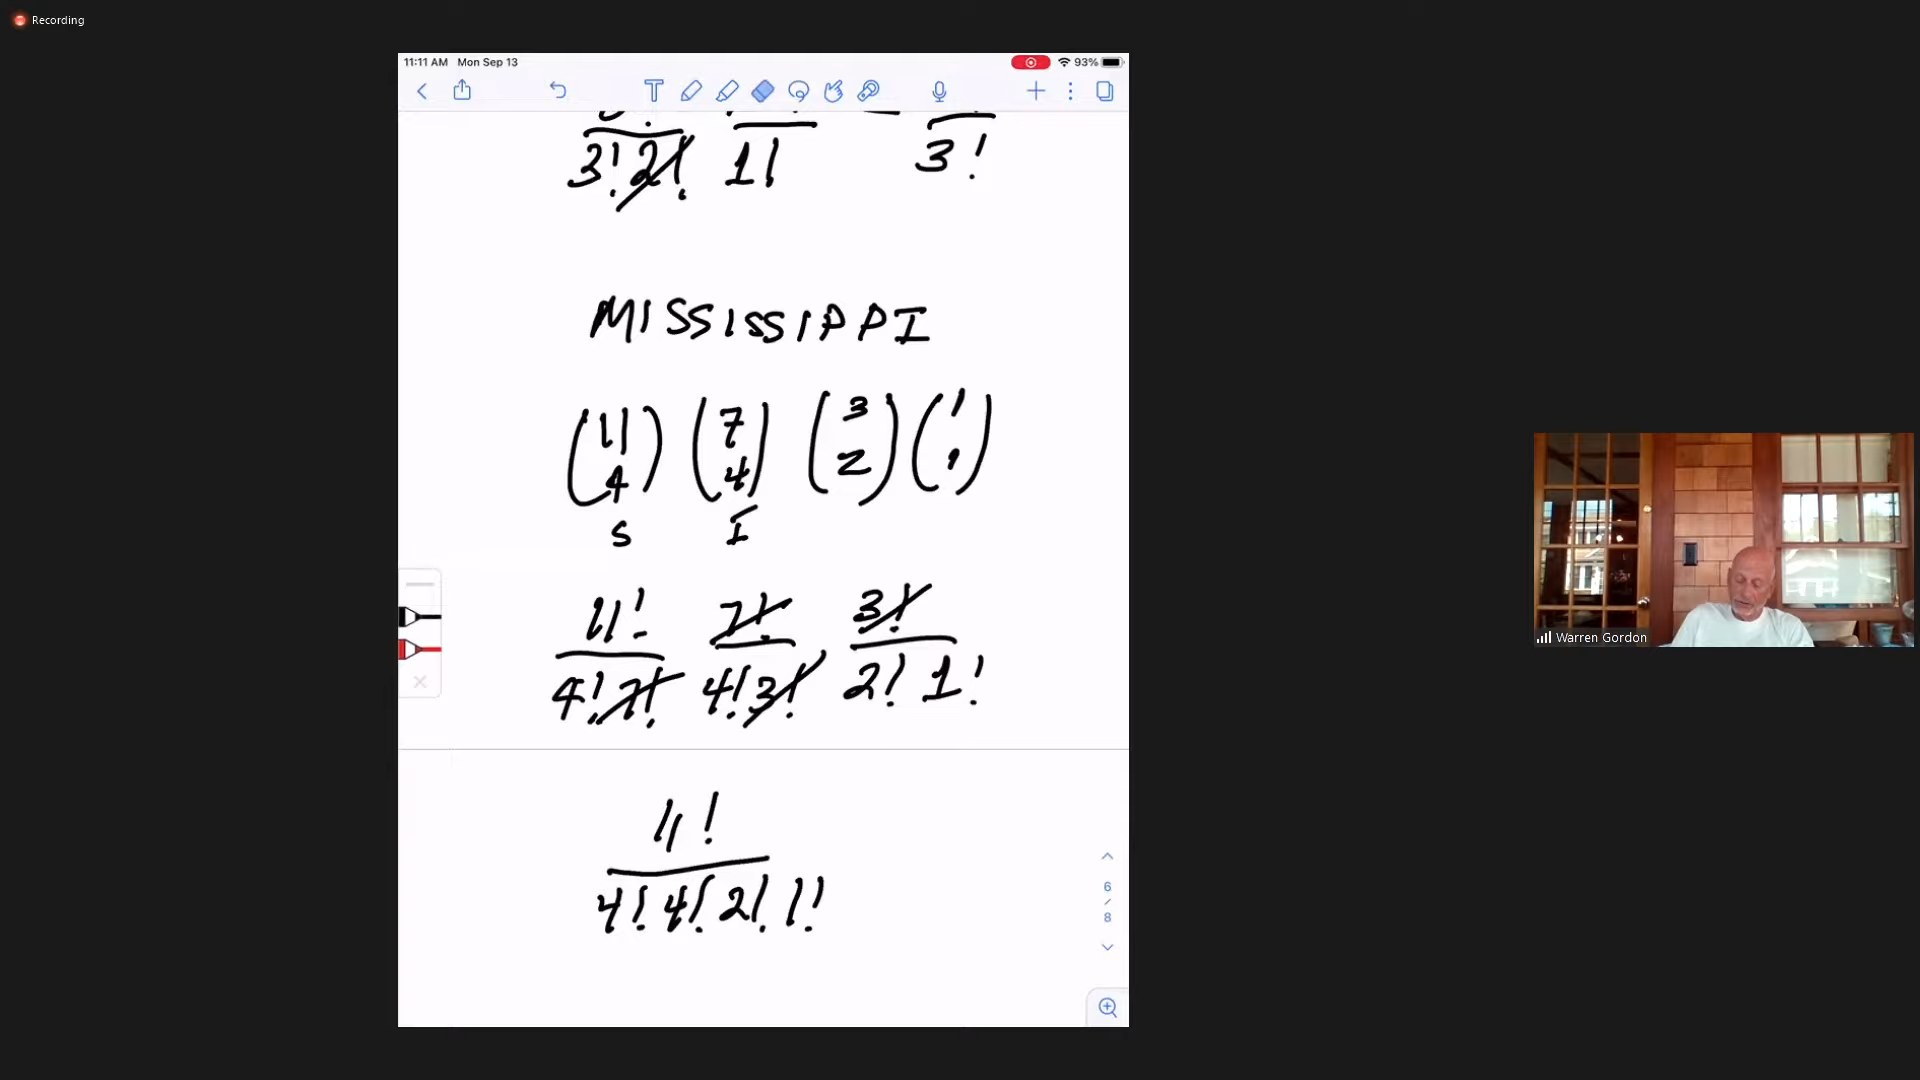 Recording
11:11 AM Mon Sep 13
93%
3! 2! 1! 3!
MISSISSIPPI
(11 4) (7 4) (3 2) (1 1)
S I
11! 7! 3!
4! 7! 4! 3! 2! 1!
11!
4! 4! 2! 1!
6
/
8
Warren Gordon